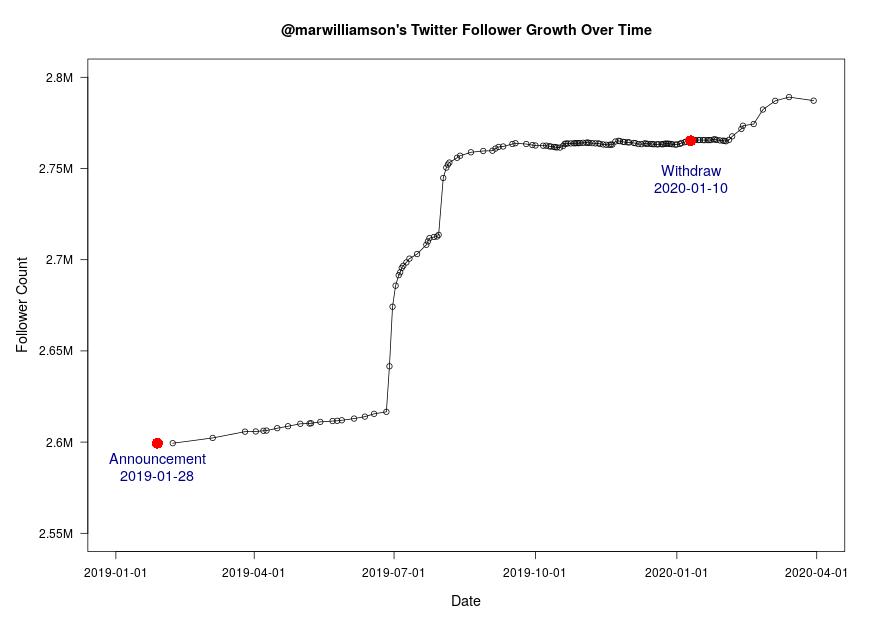 @marwilliamson's Twitter Follower Growth Over Time
2.8M
2.75M
2.7M
2.65M
2.6M
2.55M
Follower Count
Withdraw
2020-01-10
Announcement
2019-01-28
2019-01-01
2019-04-01
2019-07-01
2019-10-01
2020-01-01
2020-04-01
Date